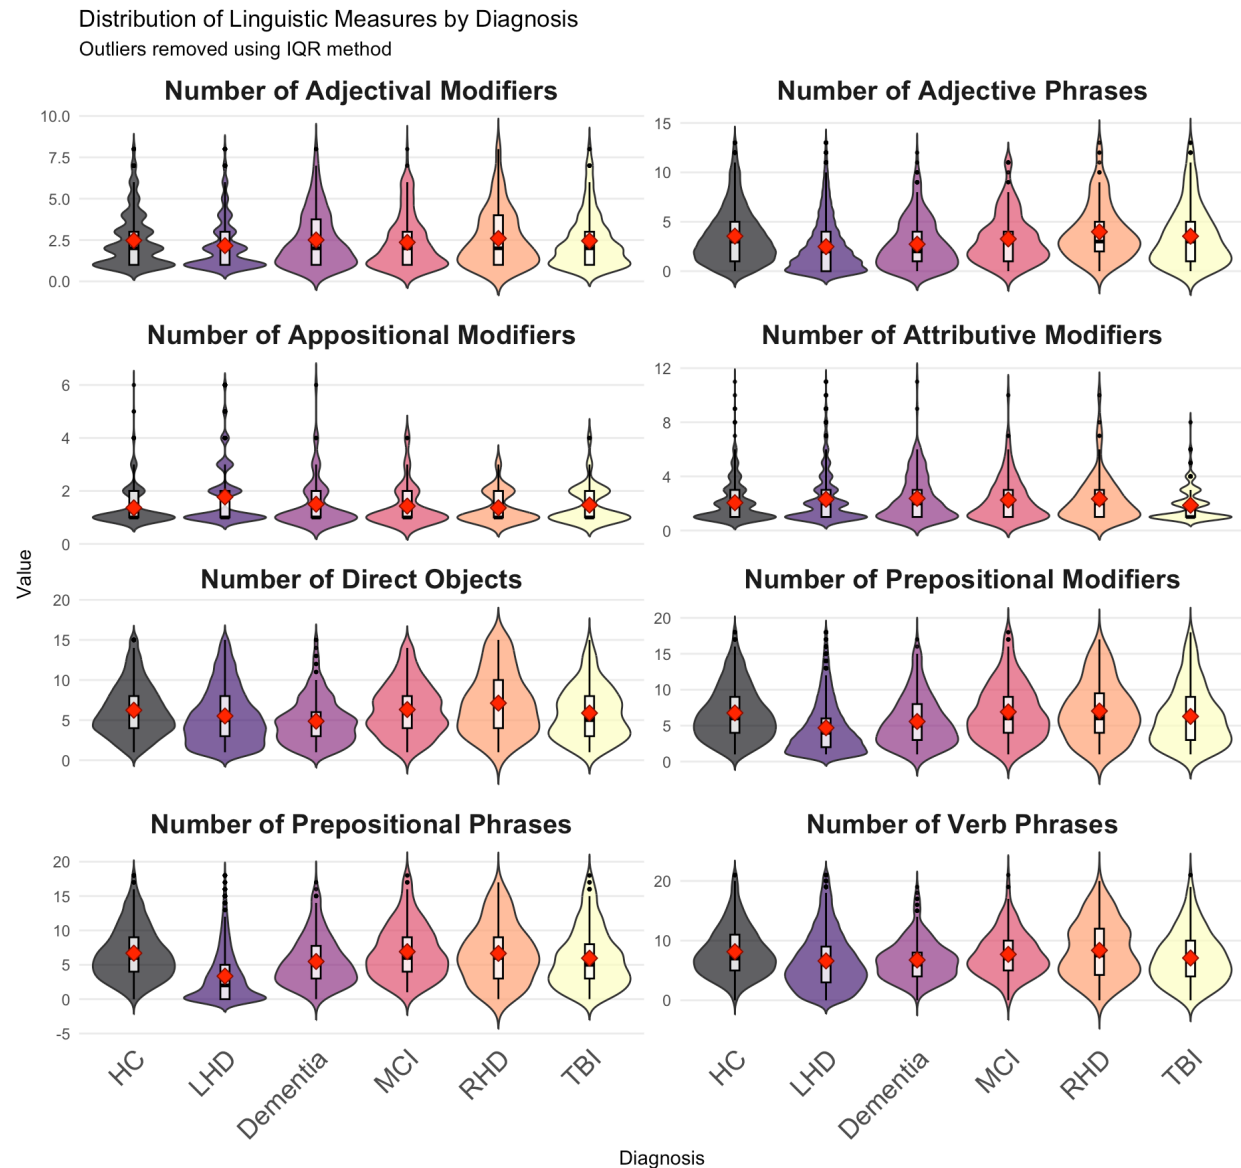 Distribution of Linguistic Measures by Diagnosis
Outliers removed using IQR method
Number of Adjectival Modifiers
10.0
7.5
5.0
2.5
0.0
Number of Adjective Phrases
15
10
5
0
Number of Appositional Modifiers
6
4
2
0
Number of Attributive Modifiers
12
8
4
0
Value
Number of Direct Objects
20
15
10
5
0
Number of Prepositional Modifiers
20
15
10
5
0
Number of Prepositional Phrases
20
15
10
5
0
-5
Number of Verb Phrases
20
10
0
HC
LHD
Dementia
MCI
RHD
TBI
HC
LHD
Dementia
MCI
RHD
TBI
Diagnosis